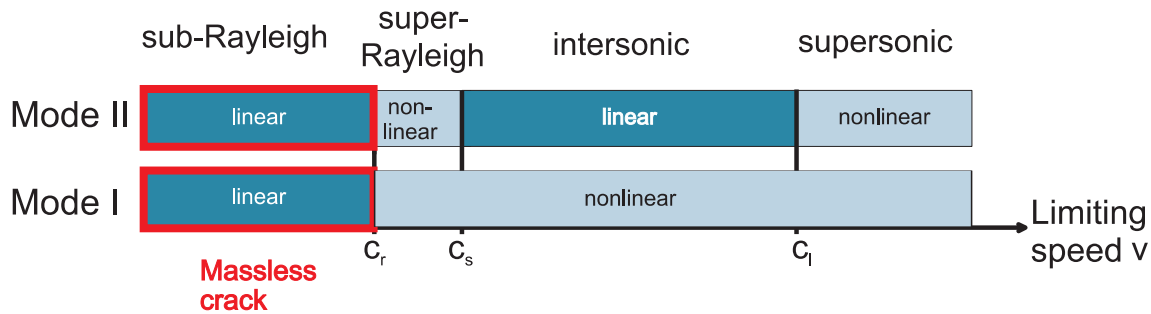 sub-Rayleigh
super-
Rayleigh
intersonic
supersonic
Mode II
linear
non-
linear
linear
nonlinear
Mode I
linear
nonlinear
Limiting
speed v
c_r
c_s
c_l
Massless
crack